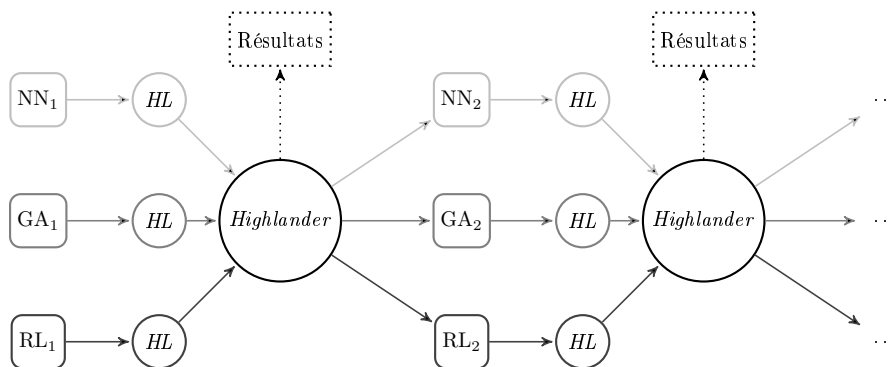 Résultats
Résultats
NN1
HL
NN2
HL
GA1
HL
Highlander
GA2
HL
Highlander
RL1
HL
RL2
HL